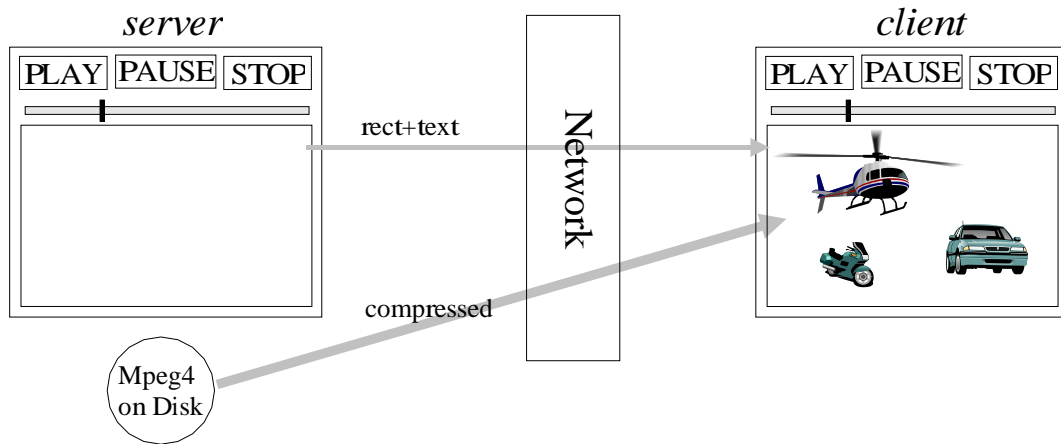 server
client
PLAY PAUSE STOP
PLAY PAUSE STOP
rect+text
Network
compressed
Mpeg4
on Disk